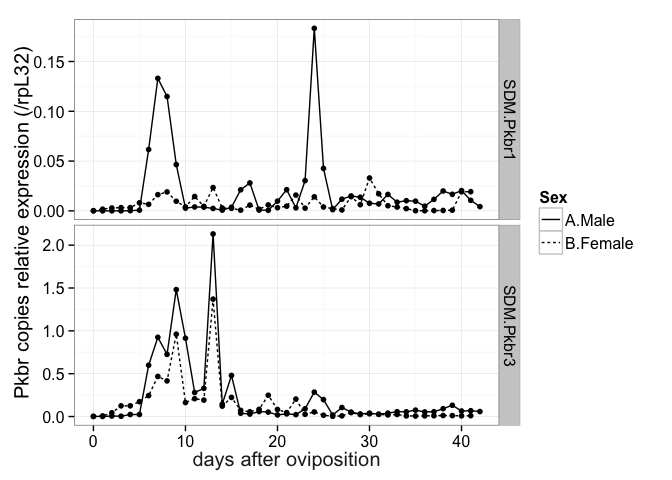 Pkbr copies relative expression (/rpL32)
0.15
0.10
0.05
0.00
SDM.Pkbr1
2.0
1.5
1.0
0.5
0.0
SDM.Pkbr3
0 10 20 30 40
days after oviposition
Sex
A.Male
B.Female